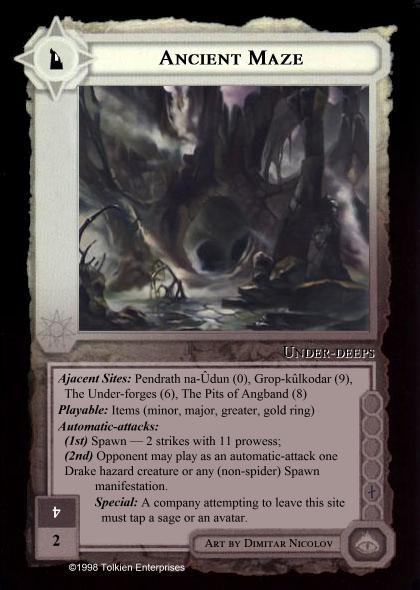 Ancient Maze
Under-deeps
Ajacent Sites: Pendrath na-Ûdun (0), Grop-kûlkodar (9),
The Under-forges (6), The Pits of Angband (8)
Playable: Items (minor, major, greater, gold ring)
Automatic-attacks:
(1st) Spawn — 2 strikes with 11 prowess;
(2nd) Opponent may play as an automatic-attack one
Drake hazard creature or any (non-spider) Spawn
manifestation.
Special: A company attempting to leave this site
must tap a sage or an avatar.
4
2
Art by Dimitar Nicolov
©1998 Tolkien Enterprises